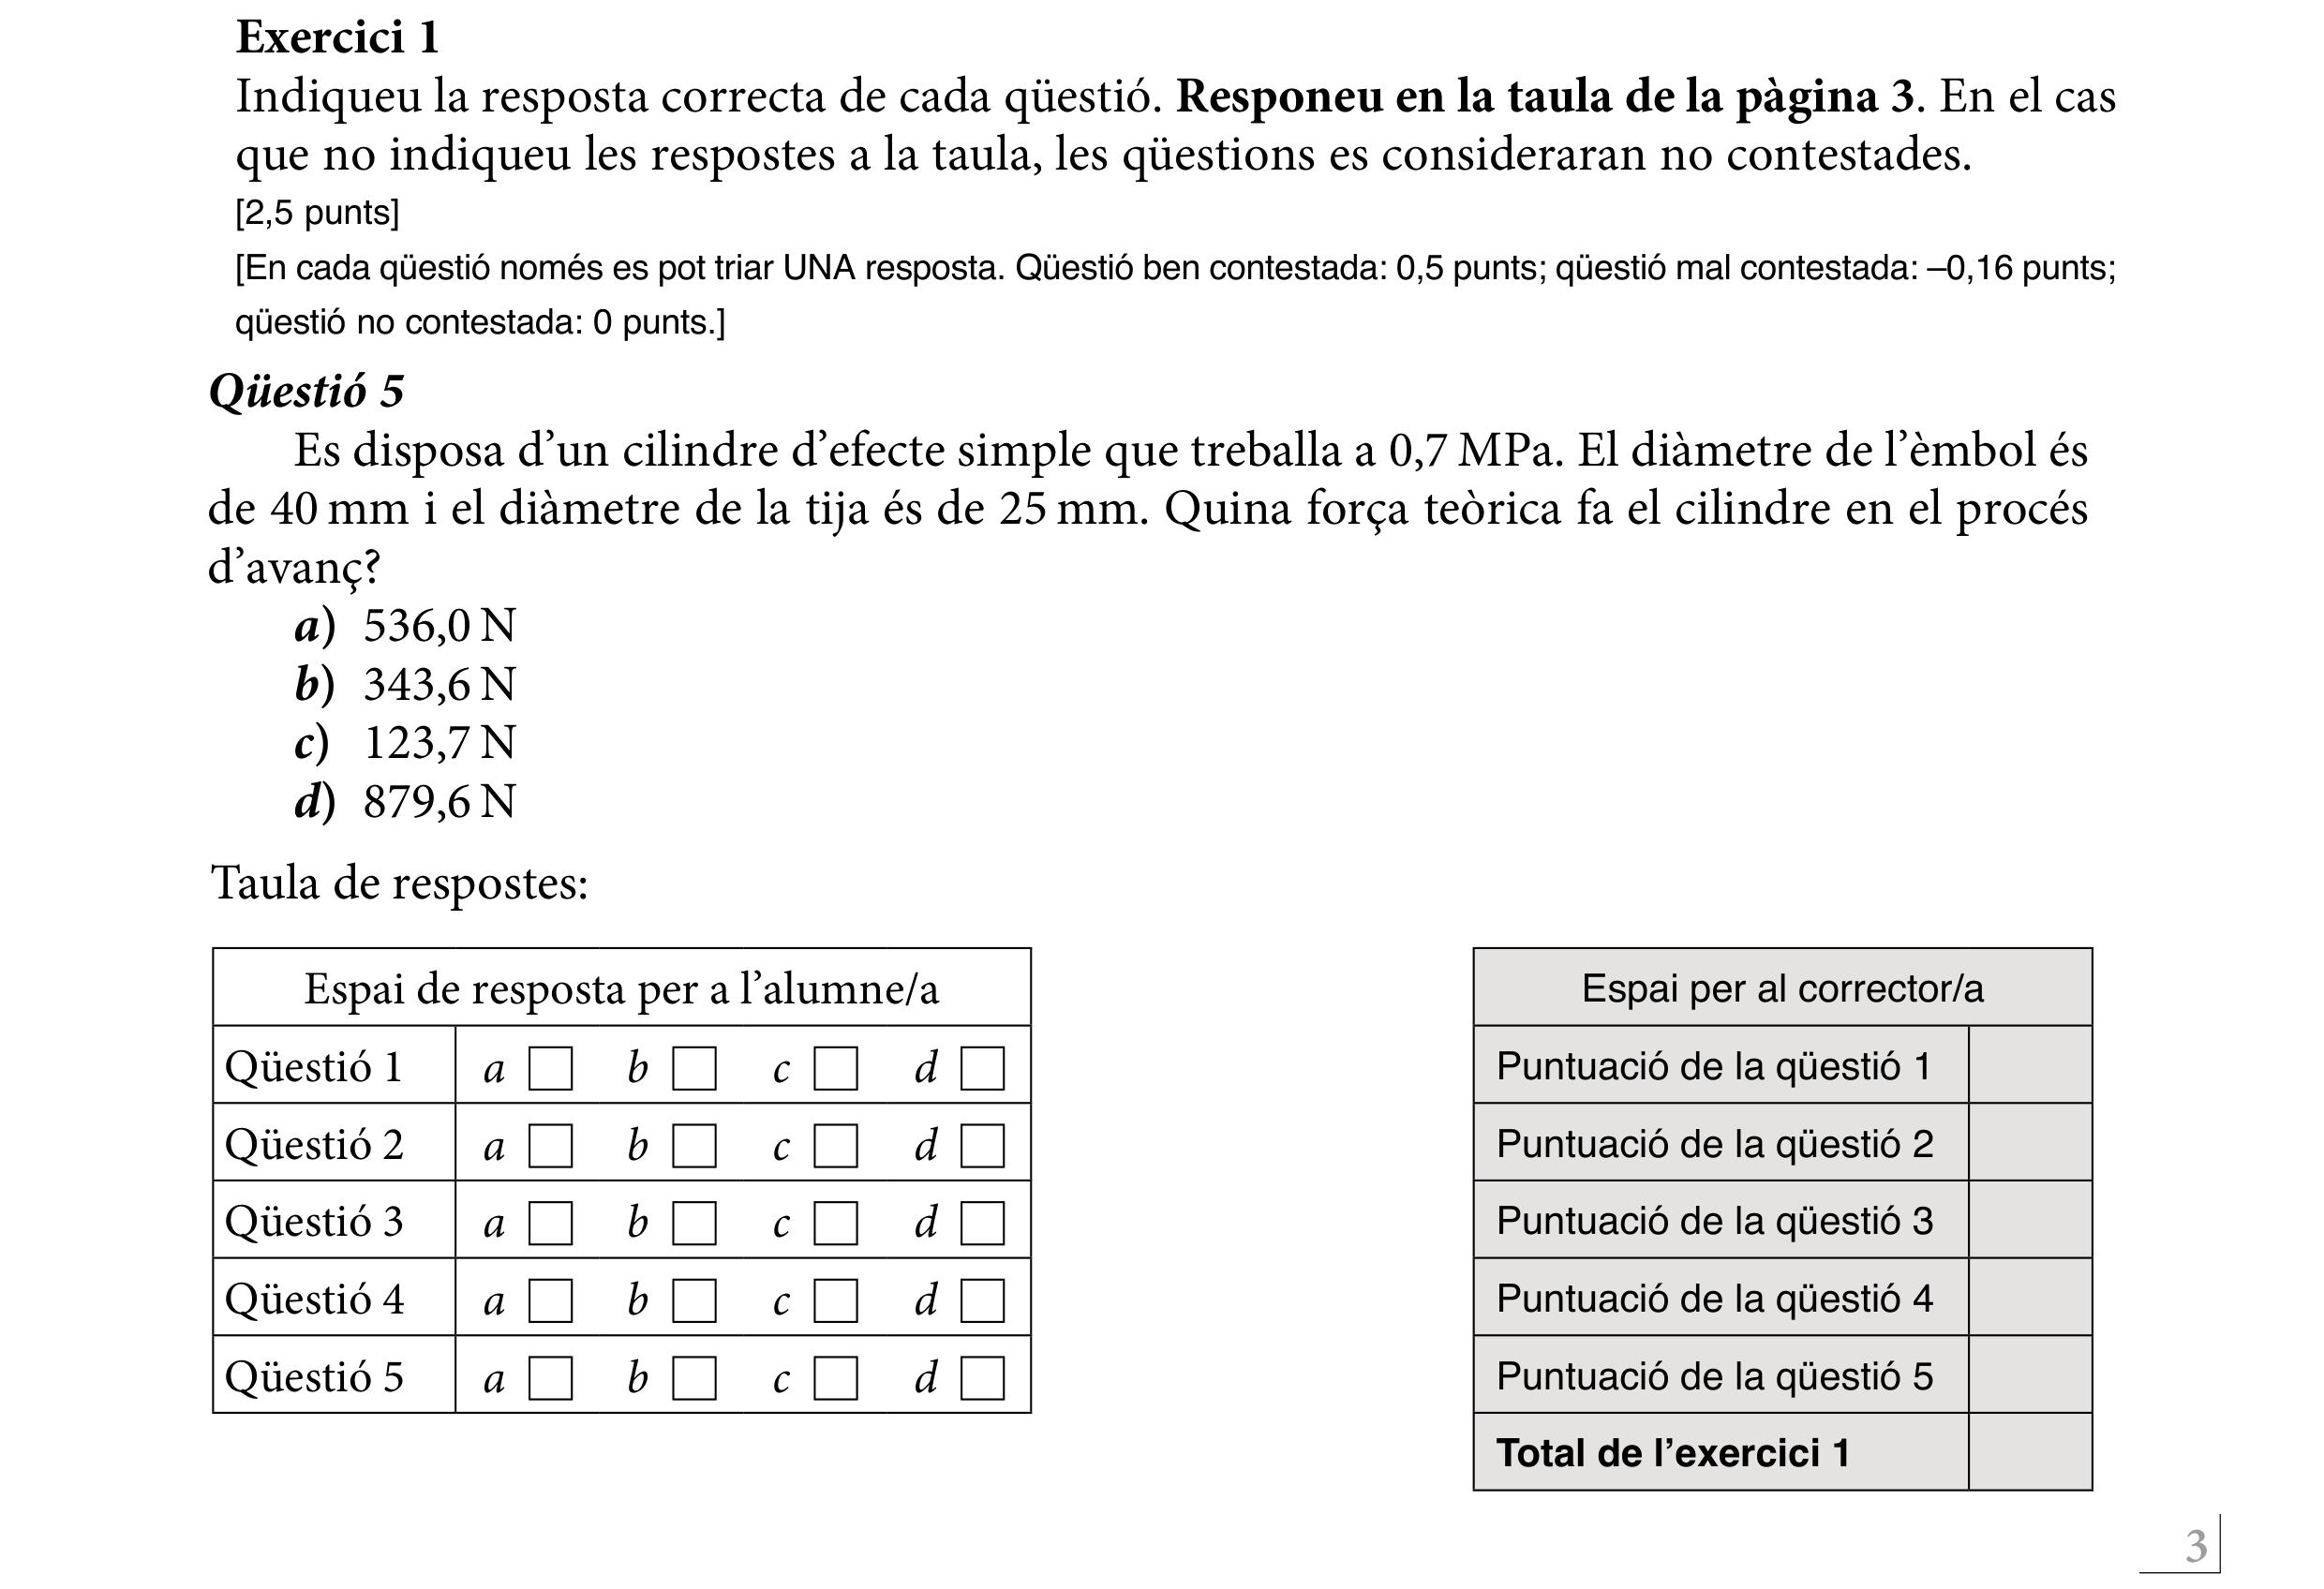 Exercici 1
Indiqueu la resposta correcta de cada qüestió. Responeu en la taula de la pàgina 3. En el cas
que no indiqueu les respostes a la taula, les qüestions es consideraran no contestades.
[2,5 punts]
[En cada qüestió només es pot triar UNA resposta. Qüestió ben contestada: 0,5 punts; qüestió mal contestada: –0,16 punts;
qüestió no contestada: 0 punts.]
Qüestió 5
Es disposa d’un cilindre d’efecte simple que treballa a 0,7 MPa. El diàmetre de l’èmbol és
de 40 mm i el diàmetre de la tija és de 25 mm. Quina força teòrica fa el cilindre en el procés
d’avanç?
a) 536,0 N
b) 343,6 N
c) 123,7 N
d) 879,6 N
Taula de respostes:
Espai de resposta per a l’alumne/a
Qüestió 1 a b c d
Qüestió 2 a b c d
Qüestió 3 a b c d
Qüestió 4 a b c d
Qüestió 5 a b c d
Espai per al corrector/a
Puntuació de la qüestió 1
Puntuació de la qüestió 2
Puntuació de la qüestió 3
Puntuació de la qüestió 4
Puntuació de la qüestió 5
Total de l’exercici 1
3